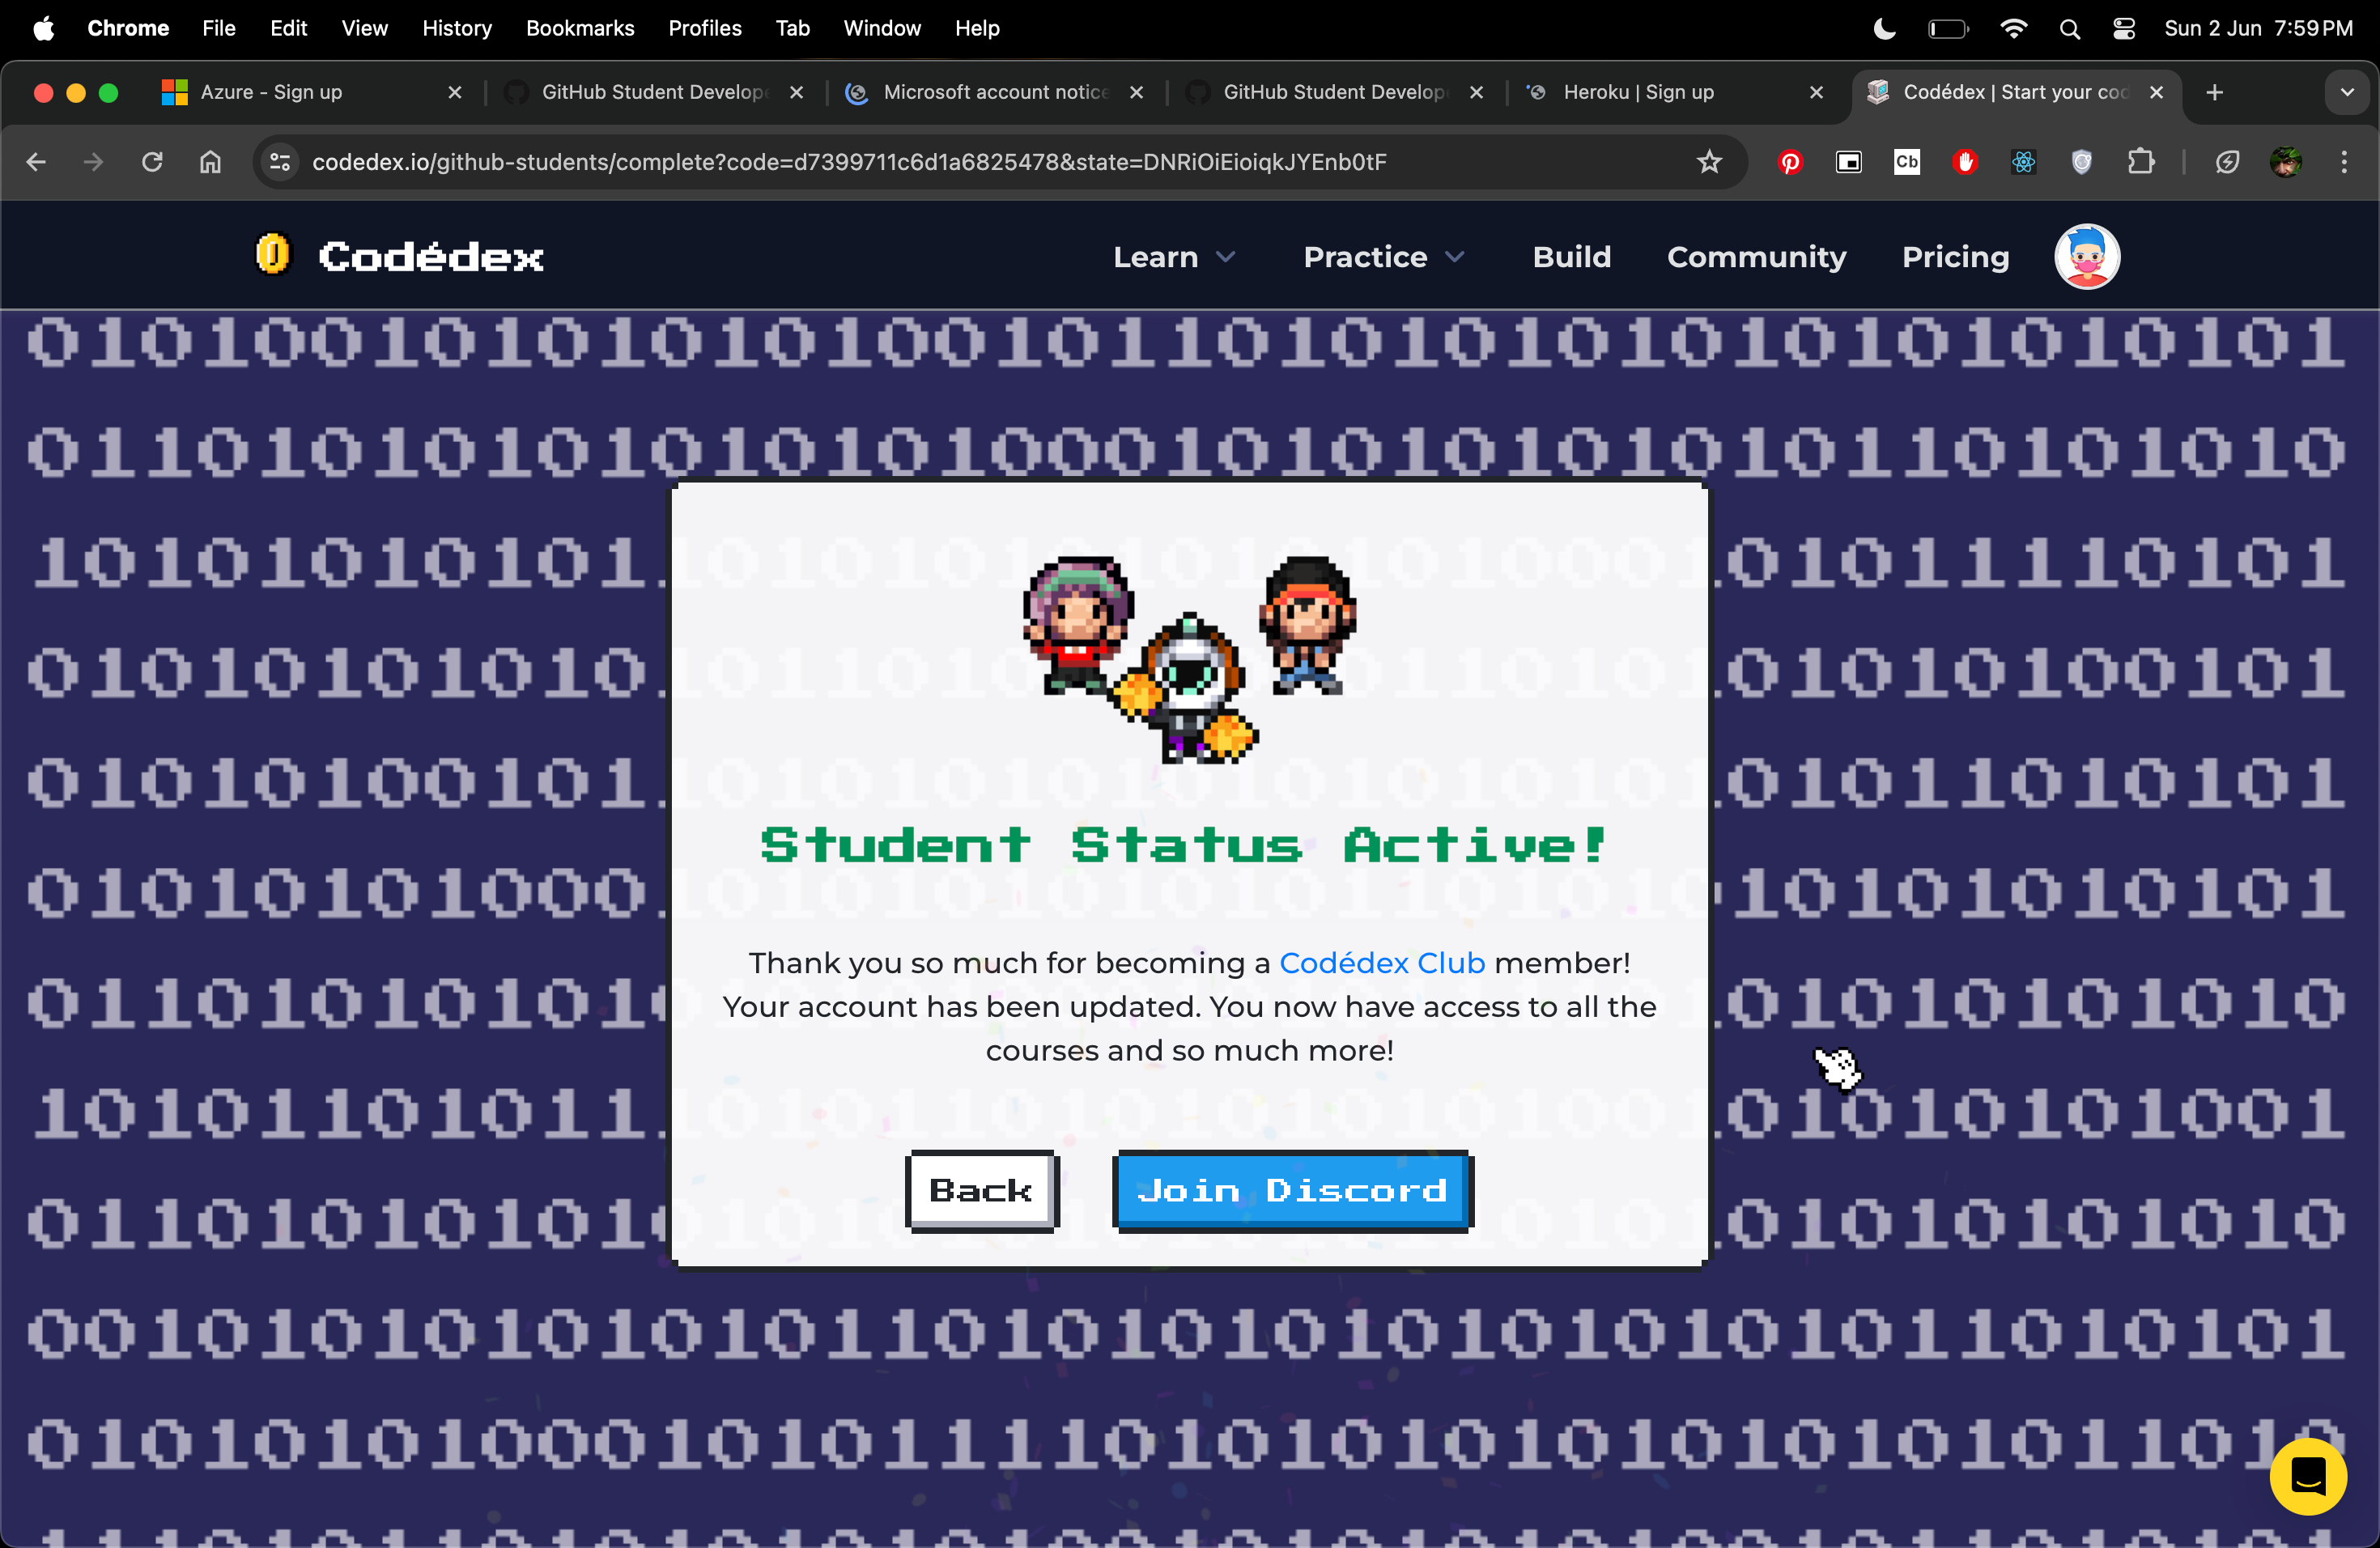 Chrome File Edit View History Bookmarks Profiles Tab Window Help Sun 2 Jun 7:59 PM
Azure - Sign up GitHub Student Develop Microsoft account notice GitHub Student Develop Heroku | Sign up Codédex | Start your cod
codedex.io/github-students/complete?code=d7399711c6d1a6825478&state=DNRiOiEioiqkJYEnb0tF Cb
Codédex Learn Practice Build Community Pricing
Student Status Active!
Thank you so much for becoming a Codédex Club member!
Your account has been updated. You now have access to all the
courses and so much more!
Back Join Discord